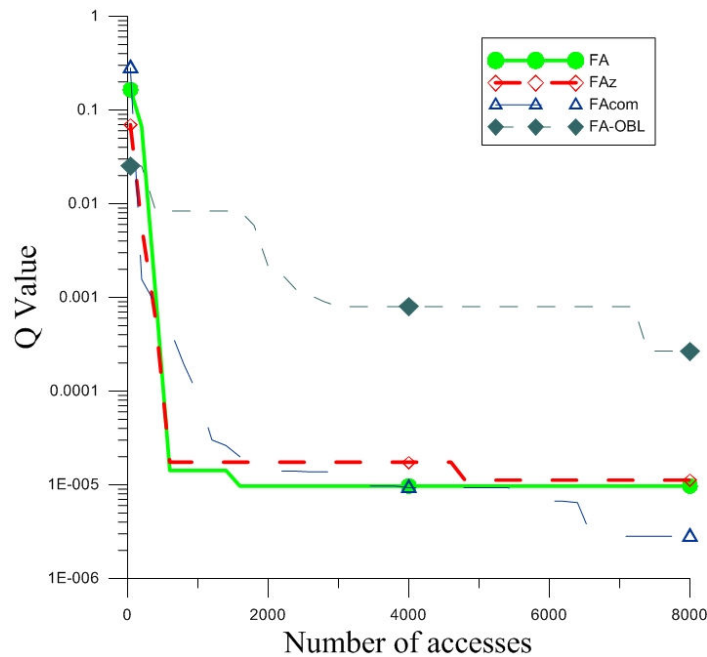 1
0.1
0.01
0.001
0.0001
1E-005
1E-006
Q Value
FA
FAz
FAcom
FA-OBL
0 2000 4000 6000 8000
Number of accesses